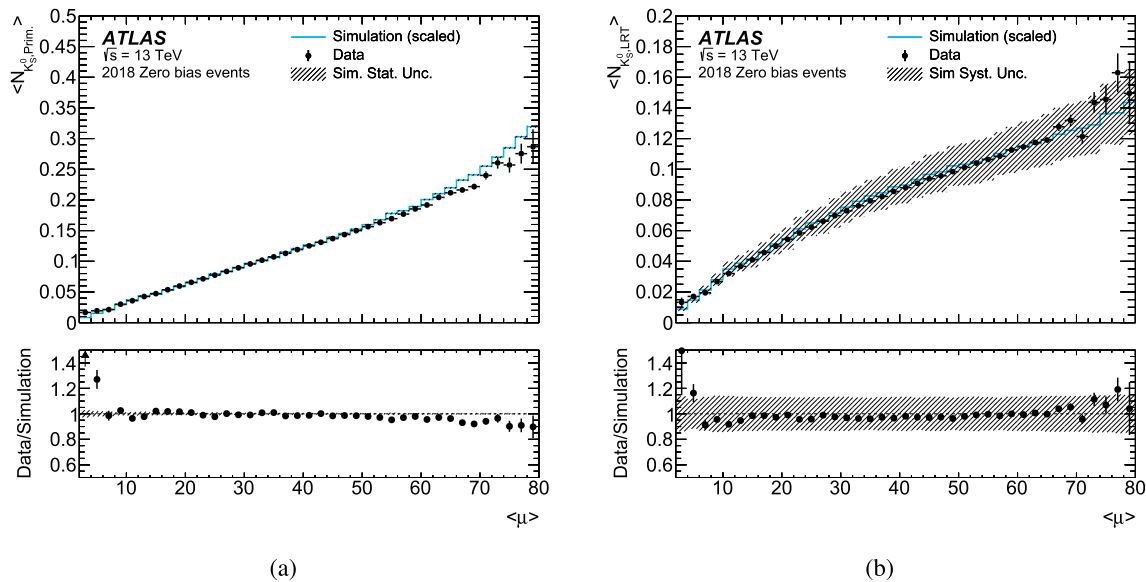 <N_{K^0_S,Prim.}>
0.5
0.45
0.4
0.35
0.3
0.25
0.2
0.15
0.1
0.05
0
ATLAS
√s = 13 TeV
2018 Zero bias events
Simulation (scaled)
Data
Sim. Stat. Unc.
Data/Simulation
1.4
1.2
1
0.8
0.6
10 20 30 40 50 60 70 80
<μ>
(a)
<N_{K^0_S,LRT}>
0.2
0.18
0.16
0.14
0.12
0.1
0.08
0.06
0.04
0.02
0
ATLAS
√s = 13 TeV
2018 Zero bias events
Simulation (scaled)
Data
Sim Syst. Unc.
Data/Simulation
1.4
1.2
1
0.8
0.6
10 20 30 40 50 60 70 80
<μ>
(b)